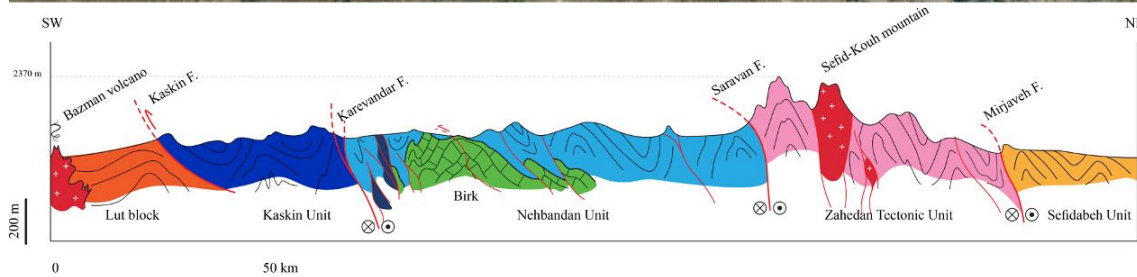 SW
N
2370 m
Bazman volcano
Kaskin F.
Karevandar F.
Saravan F.
Sefid-Kouh mountain
Mirjaveh F.
Lut block
Kaskin Unit
Birk
Nehbandan Unit
Zahedan Tectonic Unit
Sefidabeh Unit
200 m
0
50 km